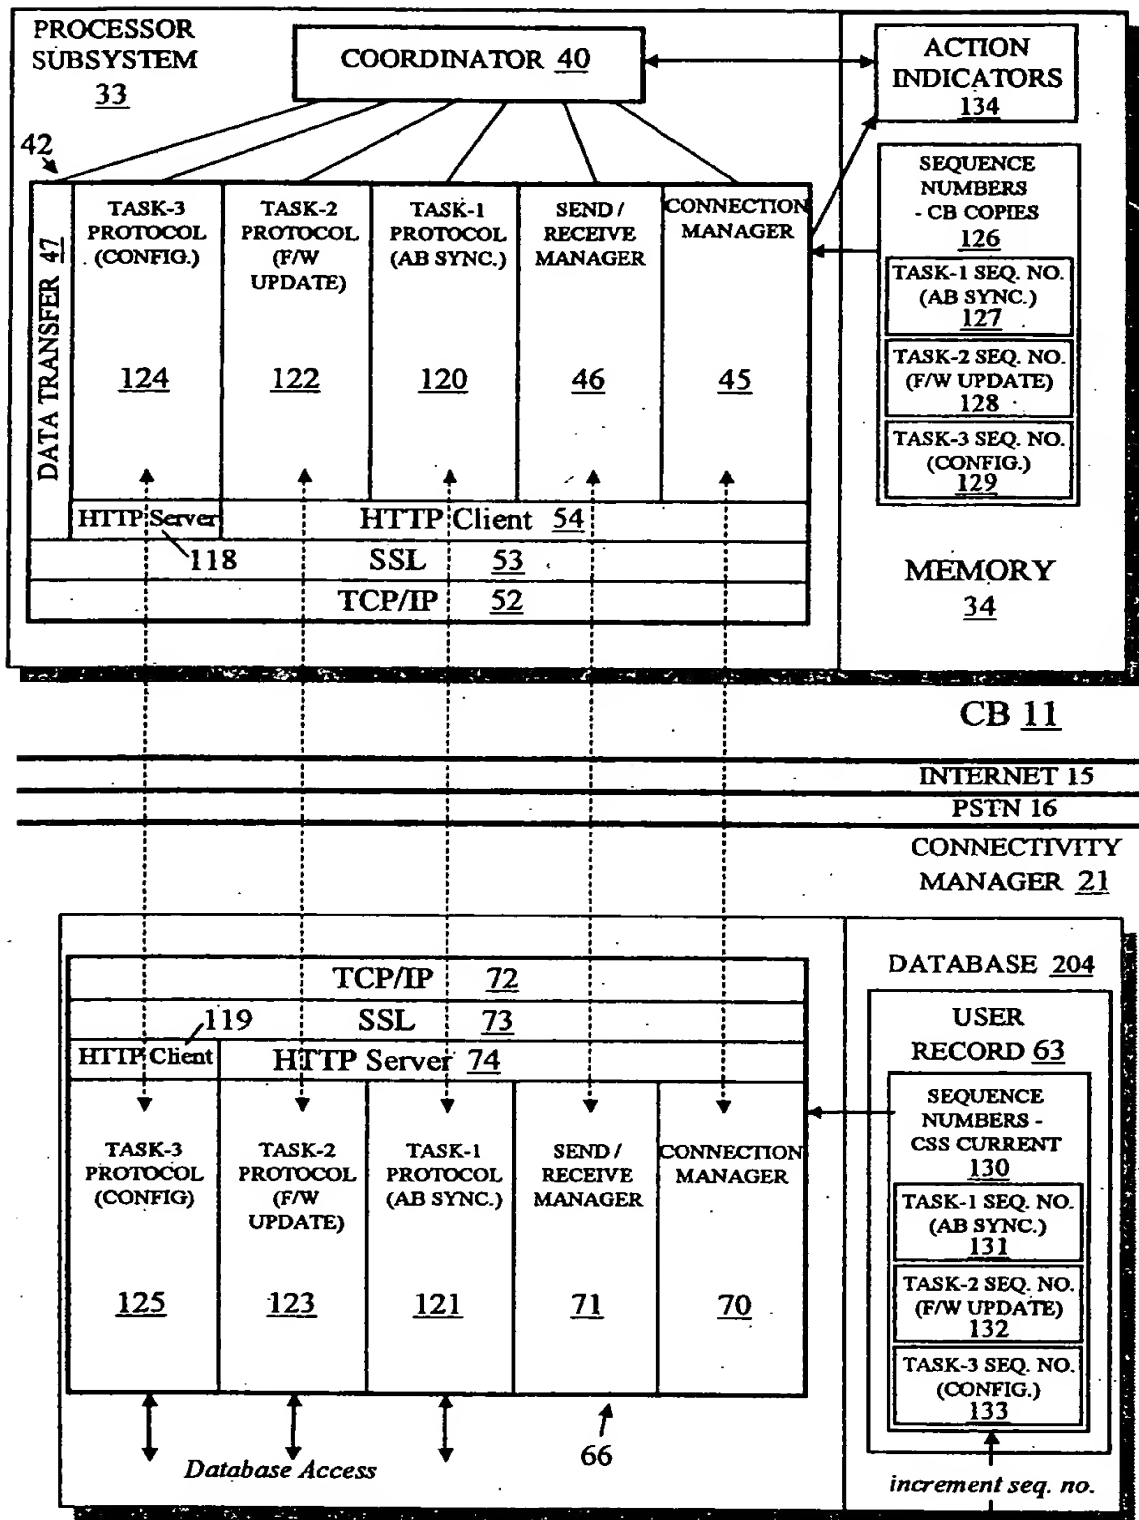 PROCESSOR
SUBSYSTEM
33
COORDINATOR 40
ACTION
INDICATORS
134
42
DATA TRANSFER 47
TASK-3
PROTOCOL
(CONFIG.)
124
TASK-2
PROTOCOL
(F/W
UPDATE)
122
TASK-1
PROTOCOL
(AB SYNC.)
120
SEND /
RECEIVE
MANAGER
46
CONNECTION
MANAGER
45
SEQUENCE
NUMBERS
- CB COPIES
126
TASK-1 SEQ. NO.
(AB SYNC.)
127
TASK-2 SEQ. NO.
(F/W UPDATE)
128
TASK-3 SEQ. NO.
(CONFIG.)
129
HTTP Server
HTTP Client 54
118
SSL 53
TCP/IP 52
MEMORY
34
CB 11
INTERNET 15
PSTN 16
CONNECTIVITY
MANAGER 21
TCP/IP 72
119
SSL 73
HTTP Client
HTTP Server 74
TASK-3
PROTOCOL
(CONFIG)
125
TASK-2
PROTOCOL
(F/W
UPDATE)
123
TASK-1
PROTOCOL
(AB SYNC.)
121
SEND /
RECEIVE
MANAGER
71
CONNECTION
MANAGER
70
DATABASE 204
USER
RECORD 63
SEQUENCE
NUMBERS -
CSS CURRENT
130
TASK-1 SEQ. NO.
(AB SYNC.)
131
TASK-2 SEQ. NO.
(F/W UPDATE)
132
TASK-3 SEQ. NO.
(CONFIG.)
133
66
Database Access
increment seq. no.